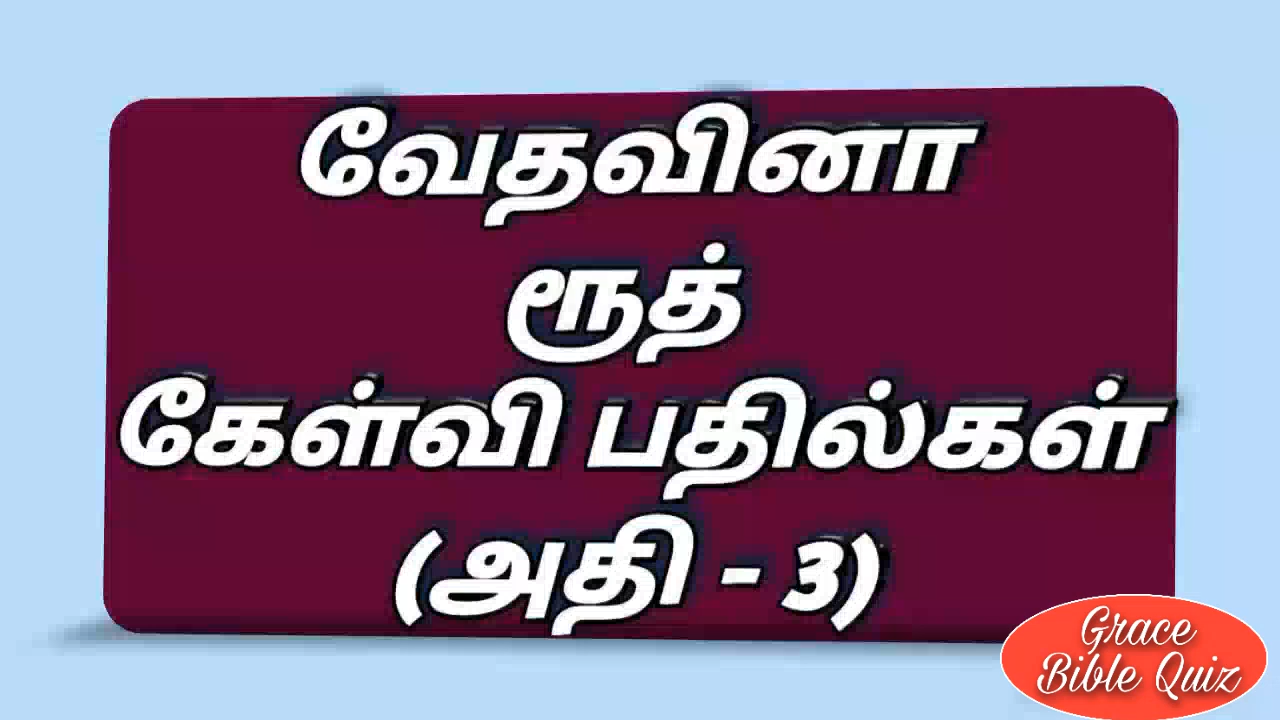 வேதவினா
ரூத்
கேள்வி பதில்கள்
(அதி - 3)
Grace
Bible Quiz